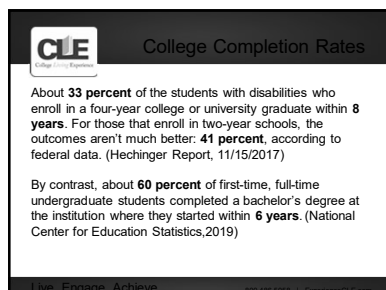 CLE
College Living Experience
College Completion Rates
About 33 percent of the students with disabilities who
enroll in a four-year college or university graduate within 8
years. For those that enroll in two-year schools, the
outcomes aren't much better: 41 percent, according to
federal data. (Hechinger Report, 11/15/2017)
By contrast, about 60 percent of first-time, full-time
undergraduate students completed a bachelor's degree at
the institution where they started within 6 years. (National
Center for Education Statistics,2019)
Live. Engage. Achieve.